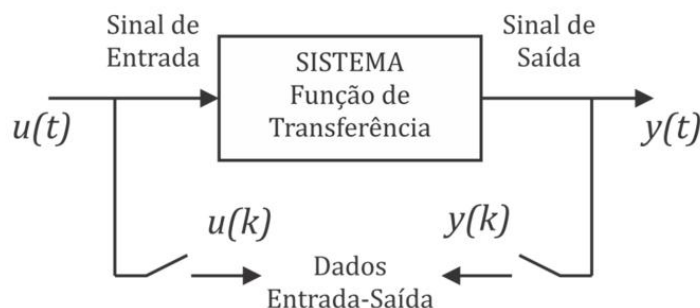 Sinal de
Entrada
SISTEMA
Função de
Transferência
Sinal de
Saída
u(t)
y(t)
u(k)
y(k)
Dados
Entrada-Saída